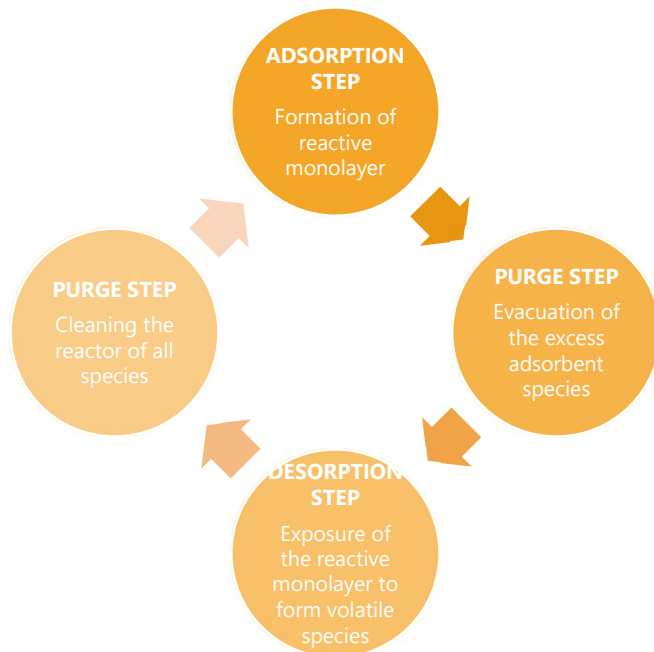 ADSORPTION
STEP
Formation of
reactive
monolayer
PURGE STEP
Evacuation of
the excess
adsorbent
species
DESORPTION
STEP
Exposure of
the reactive
monolayer to
form volatile
species
PURGE STEP
Cleaning the
reactor of all
species